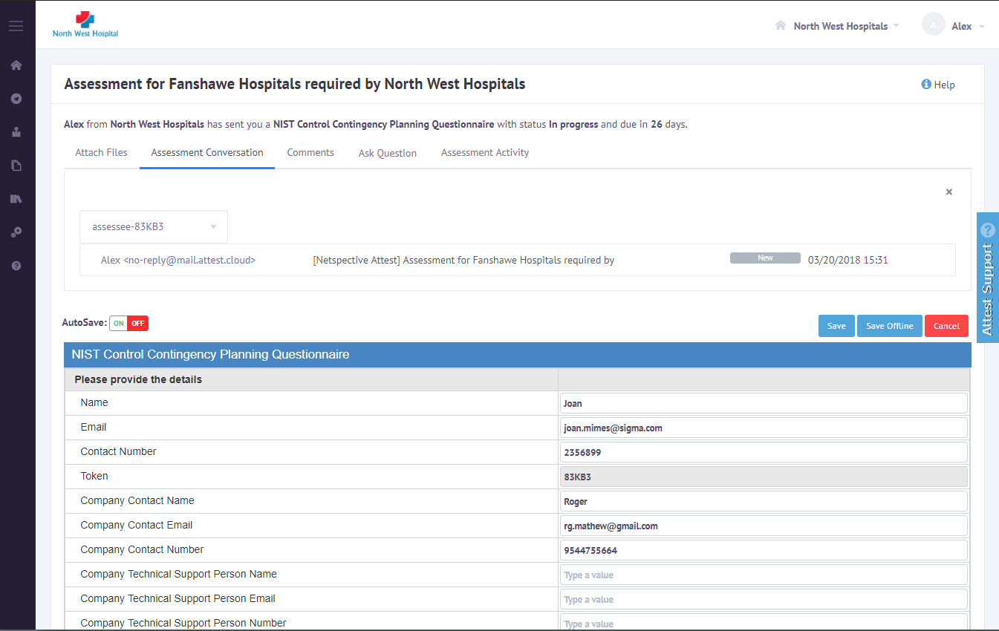 North West Hospital
North West Hospitals
A
Alex
Assessment for Fanshawe Hospitals required by North West Hospitals
Help
Alex from North West Hospitals has sent you a NIST Control Contingency Planning Questionnaire with status In progress and due in 26 days.
Attach Files
Assessment Conversation
Comments
Ask Question
Assessment Activity
×
assessee-83KB3
Alex <no-reply@mail.attest.cloud>
[Netspective Attest] Assessment for Fanshawe Hospitals required by
New
03/20/2018 15:31
Attest Support ?
AutoSave: ON OFF
Save
Save Offline
Cancel
NIST Control Contingency Planning Questionnaire
Please provide the details
Name
Joan
Email
joan.mimes@sigma.com
Contact Number
2356899
Token
83KB3
Company Contact Name
Roger
Company Contact Email
rg.mathew@gmail.com
Company Contact Number
9544755664
Company Technical Support Person Name
Type a value
Company Technical Support Person Email
Type a value
Company Technical Support Person Number
Type a value